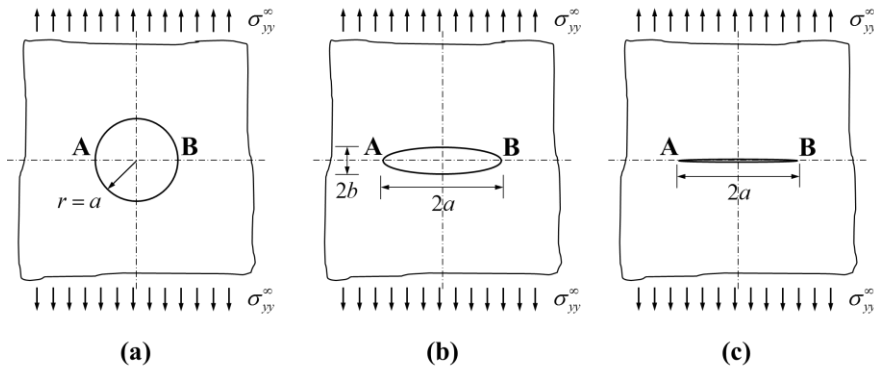 σ_yy^∞ σ_yy^∞ σ_yy^∞
A B A B A B
r = a 2b 2a 2a
σ_yy^∞ σ_yy^∞ σ_yy^∞
(a) (b) (c)